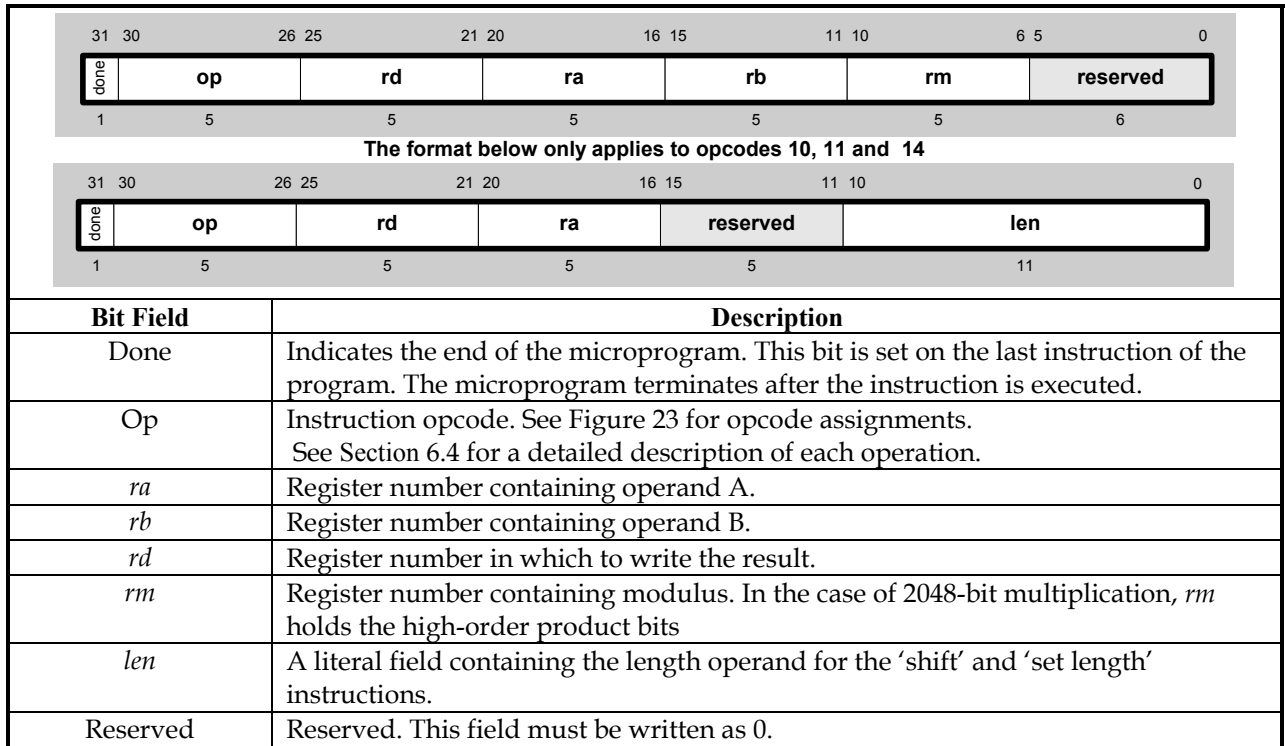 31 30 26 25 21 20 16 15 11 10 6 5 0
done op rd ra rb rm reserved
1 5 5 5 5 5 6
The format below only applies to opcodes 10, 11 and 14
31 30 26 25 21 20 16 15 11 10 0
done op rd ra reserved len
1 5 5 5 5 11
Bit Field Description
Done Indicates the end of the microprogram. This bit is set on the last instruction of the
program. The microprogram terminates after the instruction is executed.
Op Instruction opcode. See Figure 23 for opcode assignments.
See Section 6.4 for a detailed description of each operation.
ra Register number containing operand A.
rb Register number containing operand B.
rd Register number in which to write the result.
rm Register number containing modulus. In the case of 2048-bit multiplication, rm
holds the high-order product bits
len A literal field containing the length operand for the ‘shift’ and ‘set length’
instructions.
Reserved Reserved. This field must be written as 0.